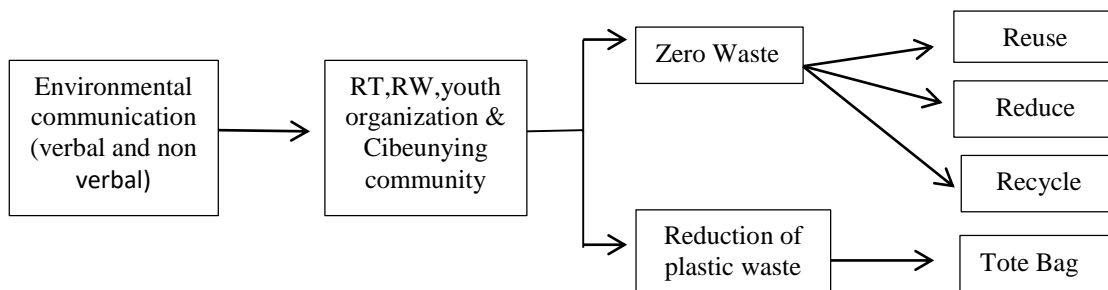 Environmental
communication
(verbal and non
verbal)
RT,RW,youth
organization &
Cibeunying
community
Zero Waste
Reuse
Reduce
Recycle
Reduction of
plastic waste
Tote Bag